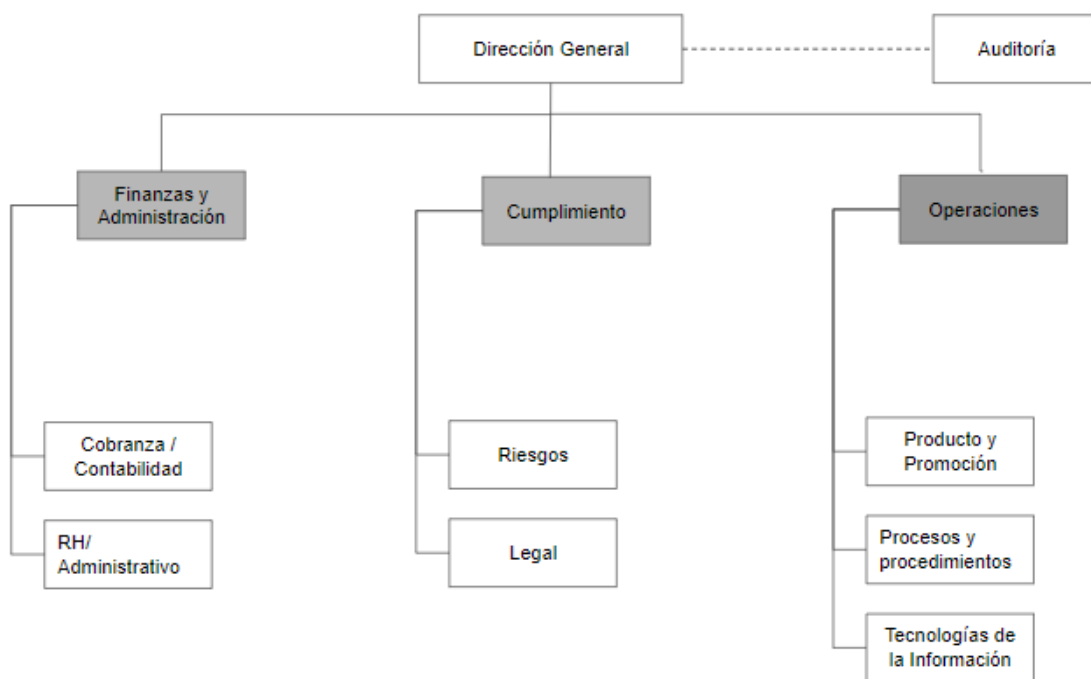 Dirección General
Auditoría
Finanzas y
Administración
Cumplimiento
Operaciones
Cobranza /
Contabilidad
RH/
Administrativo
Riesgos
Legal
Producto y
Promoción
Procesos y
procedimientos
Tecnologías de
la Información